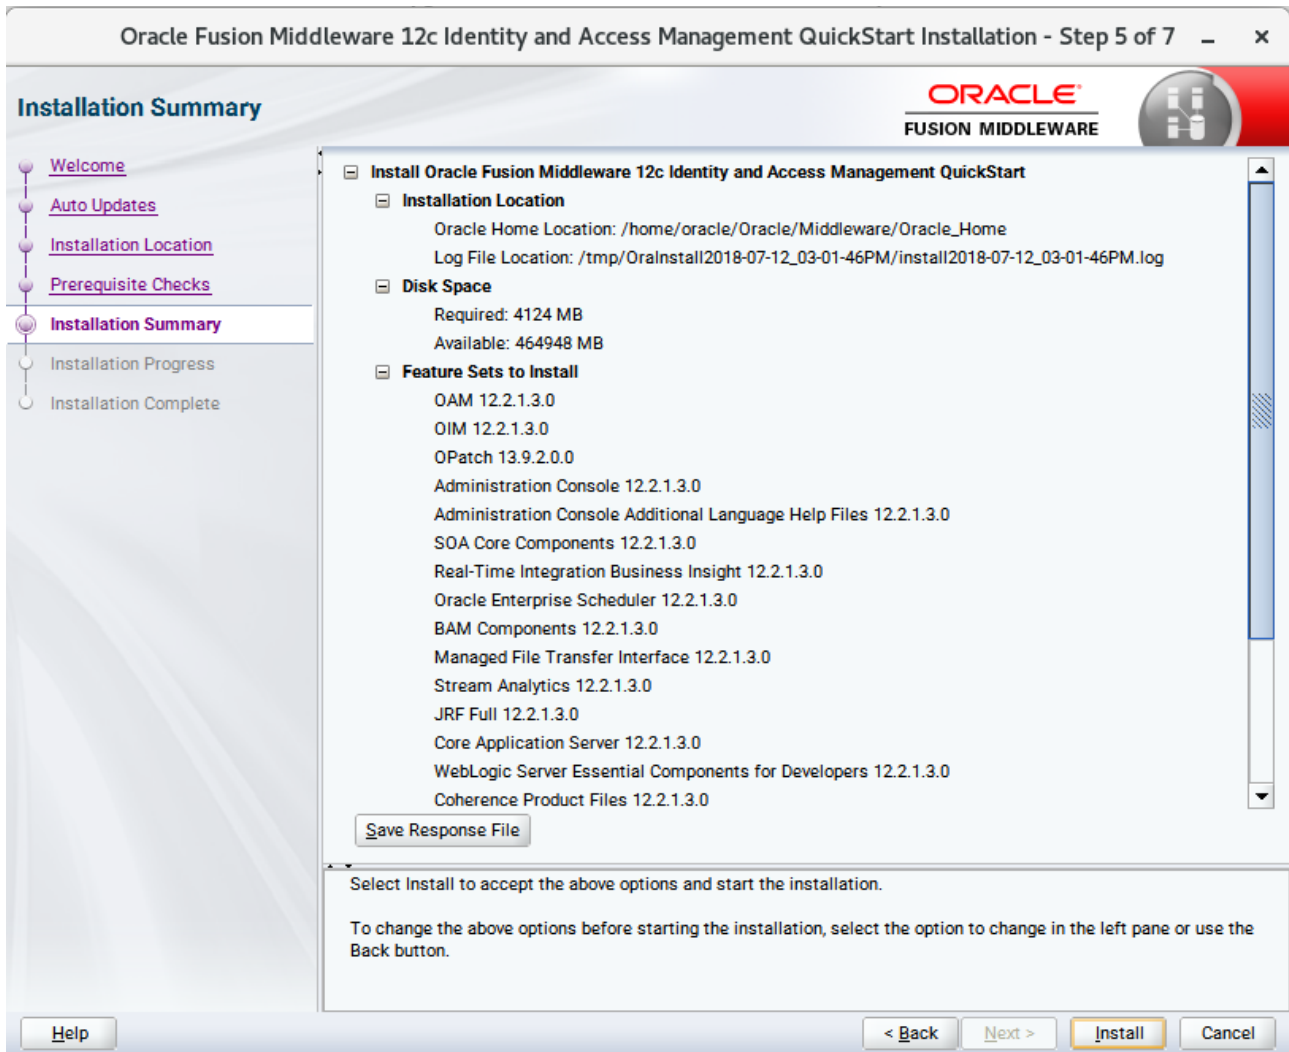 Oracle Fusion Middleware 12c Identity and Access Management QuickStart Installation - Step 5 of 7
Installation Summary
ORACLE
FUSION MIDDLEWARE
Welcome
Auto Updates
Installation Location
Prerequisite Checks
Installation Summary
Installation Progress
Installation Complete
Install Oracle Fusion Middleware 12c Identity and Access Management QuickStart
Installation Location
Oracle Home Location: /home/oracle/Oracle/Middleware/Oracle_Home
Log File Location: /tmp/OraInstall2018-07-12_03-01-46PM/install2018-07-12_03-01-46PM.log
Disk Space
Required: 4124 MB
Available: 464948 MB
Feature Sets to Install
OAM 12.2.1.3.0
OIM 12.2.1.3.0
OPatch 13.9.2.0.0
Administration Console 12.2.1.3.0
Administration Console Additional Language Help Files 12.2.1.3.0
SOA Core Components 12.2.1.3.0
Real-Time Integration Business Insight 12.2.1.3.0
Oracle Enterprise Scheduler 12.2.1.3.0
BAM Components 12.2.1.3.0
Managed File Transfer Interface 12.2.1.3.0
Stream Analytics 12.2.1.3.0
JRF Full 12.2.1.3.0
Core Application Server 12.2.1.3.0
WebLogic Server Essential Components for Developers 12.2.1.3.0
Coherence Product Files 12.2.1.3.0
Save Response File
Select Install to accept the above options and start the installation.
To change the above options before starting the installation, select the option to change in the left pane or use the
Back button.
Help
< Back
Next >
Install
Cancel